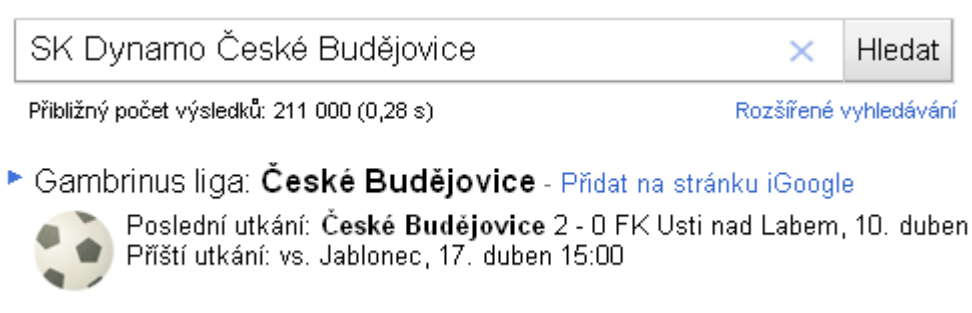 SK Dynamo České Budějovice × Hledat
Přibližný počet výsledků: 211 000 (0,28 s) Rozšířené vyhledávání
Gambrinus liga: České Budějovice - Přidat na stránku iGoogle
Poslední utkání: České Budějovice 2 - 0 FK Usti nad Labem, 10. duben
Příští utkání: vs. Jablonec, 17. duben 15:00